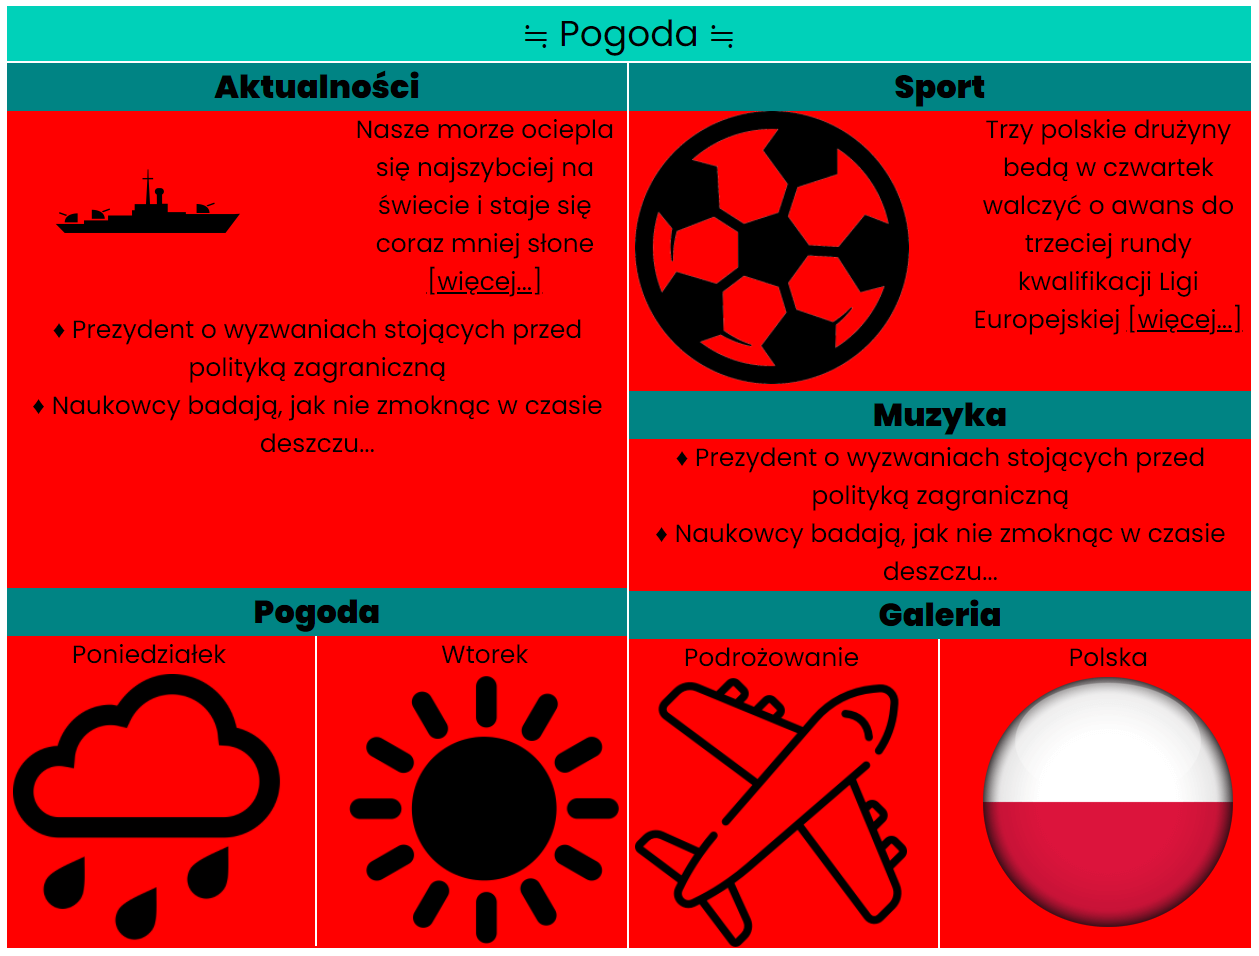 ≒ Pogoda ≒
Aktualności
Nasze morze ociepla
się najszybciej na
świecie i staje się
coraz mniej słone
[więcej...]
♦ Prezydent o wyzwaniach stojących przed
polityką zagraniczną
♦ Naukowcy badają, jak nie zmoknąc w czasie
deszczu...
Sport
Trzy polskie drużyny
bedą w czwartek
walczyć o awans do
trzeciej rundy
kwalifikacji Ligi
Europejskiej [więcej...]
Muzyka
♦ Prezydent o wyzwaniach stojących przed
polityką zagraniczną
♦ Naukowcy badają, jak nie zmoknąc w czasie
deszczu...
Pogoda
Poniedziałek
Wtorek
Galeria
Podrożowanie
Polska